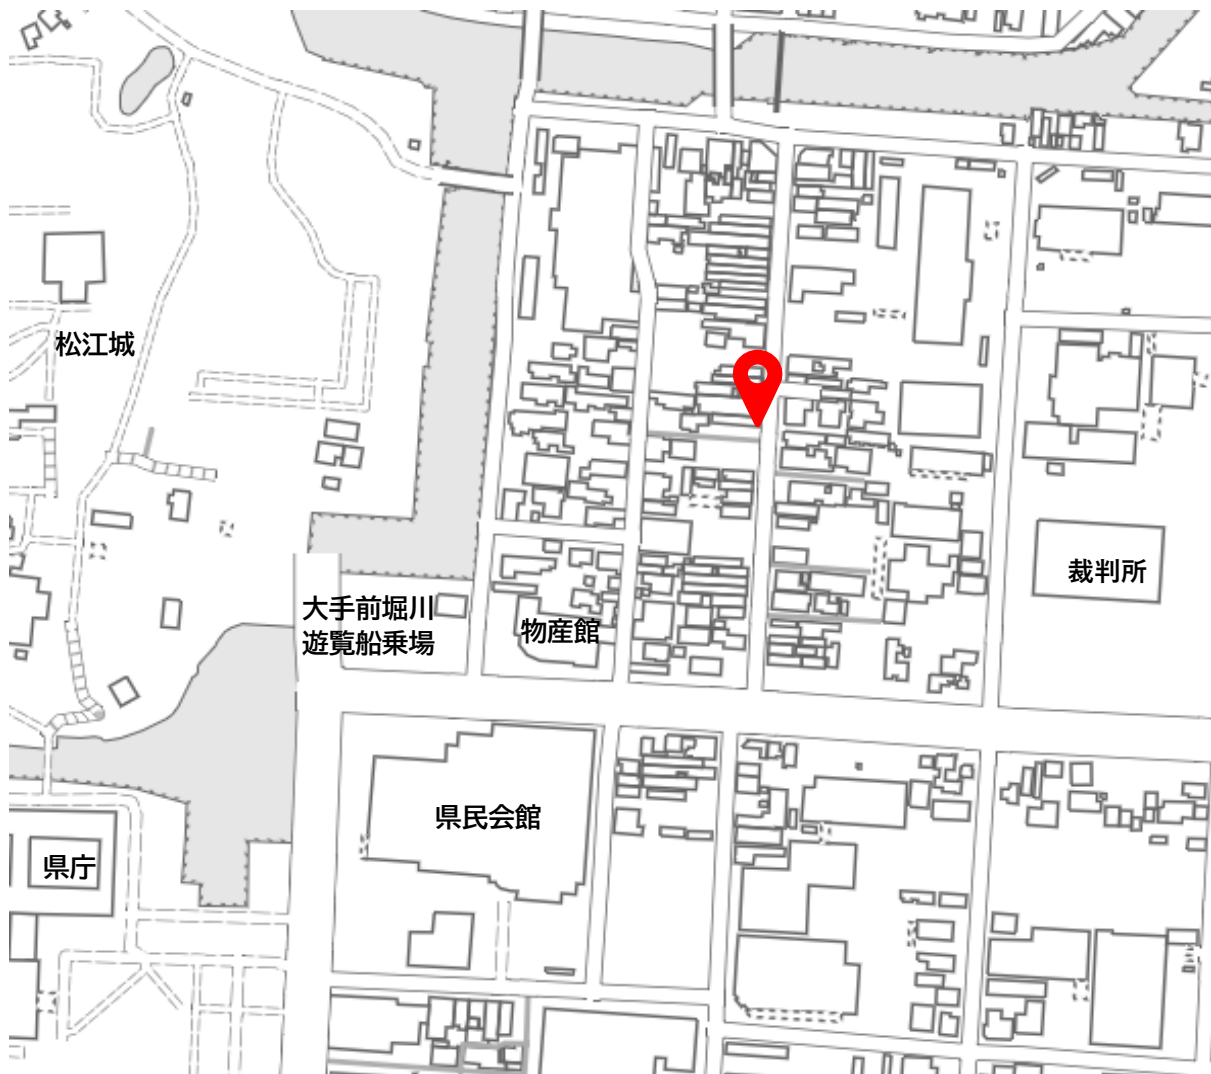 松江城
裁判所
大手前堀川
遊覧船乗場
物産館
県民会館
県庁